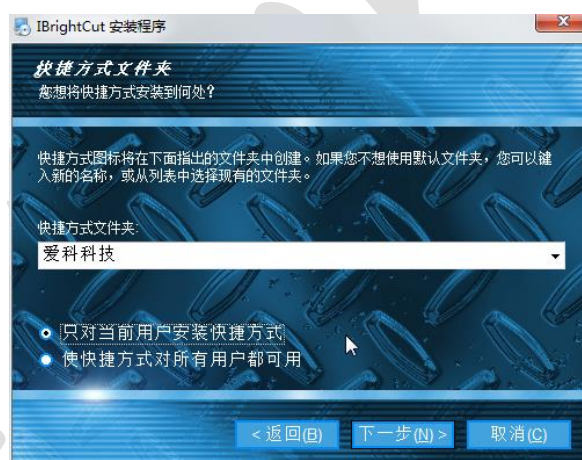 IBrightCut 安装程序
快捷方式文件夹
您想将快捷方式安装到何处?
快捷方式图标将在下面指出的文件夹中创建。如果您不想使用默认文件夹，您可以键
入新的名称，或从列表中选择现有的文件夹。
快捷方式文件夹:
爱科科技
只对当前用户安装快捷方式
使快捷方式对所有用户都可用
< 返回(B) 下一步(N) > 取消(C)